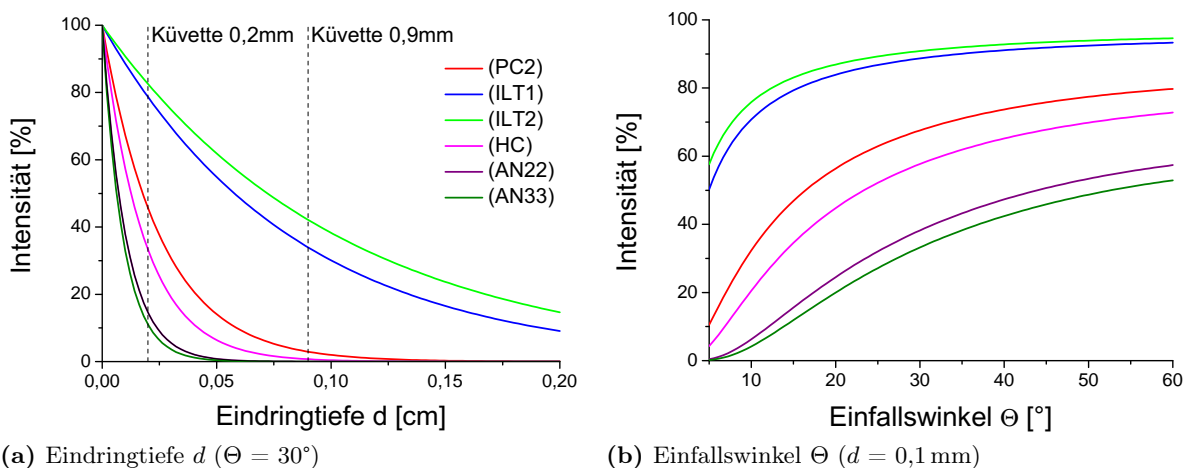 Küvette 0,2mm
Küvette 0,9mm
(PC2)
(ILT1)
(ILT2)
(HC)
(AN22)
(AN33)
100
80
60
40
20
0
Intensität [%]
0,00
0,05
0,10
0,15
0,20
Eindringtiefe d [cm]
(a) Eindringtiefe d (Θ = 30°)
100
80
60
40
20
0
Intensität [%]
10
20
30
40
50
60
Einfallswinkel Θ [°]
(b) Einfallswinkel Θ (d = 0,1 mm)